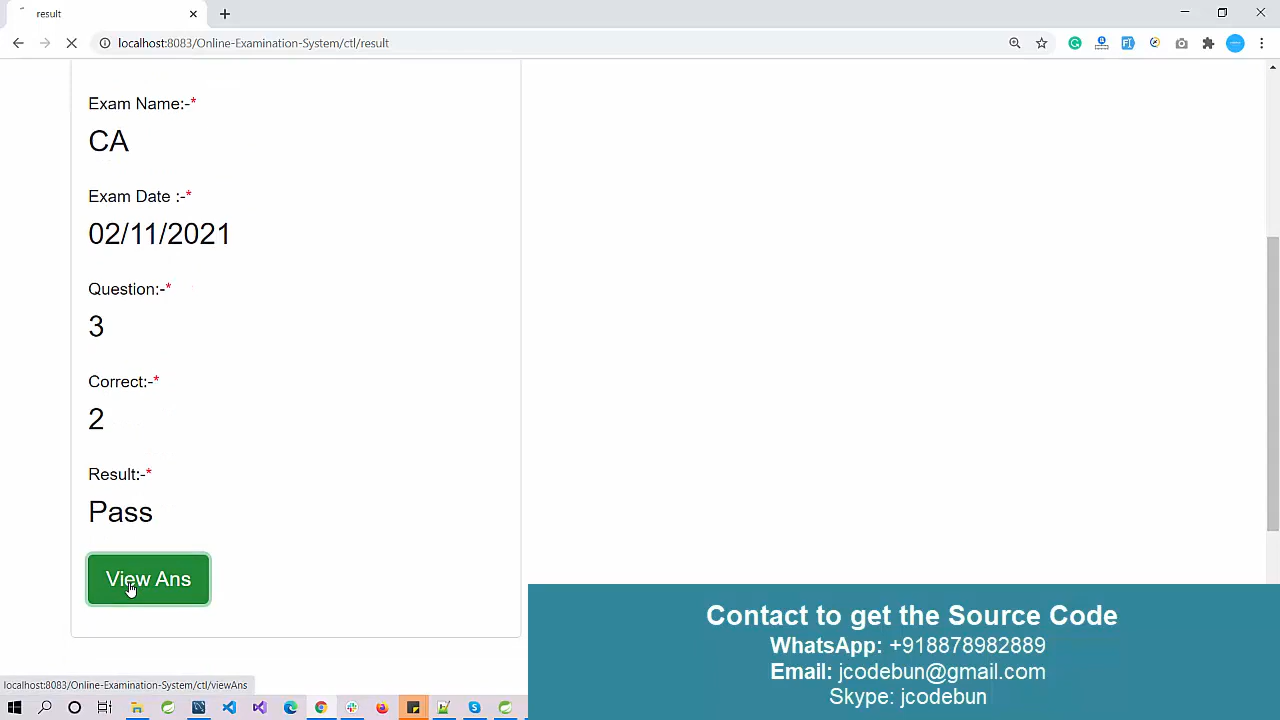 result
localhost:8083/Online-Examination-System/ctl/result
Exam Name:-*
CA
Exam Date :-*
02/11/2021
Question:-*
3
Correct:-*
2
Result:-*
Pass
View Ans
Contact to get the Source Code
WhatsApp: +918878982889
Email: jcodebun@gmail.com
Skype: jcodebun
localhost:8083/Online-Examination-System/ctl/viewAns